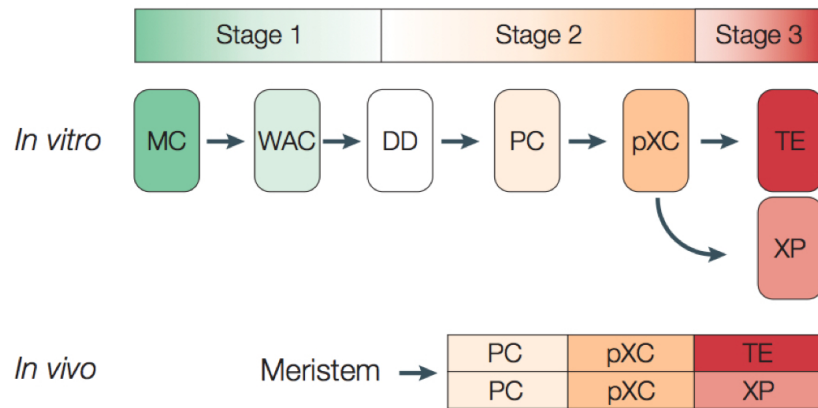 Stage 1 Stage 2 Stage 3
In vitro MC WAC DD PC pXC TE
XP
PC pXC TE
In vivo Meristem
PC pXC XP